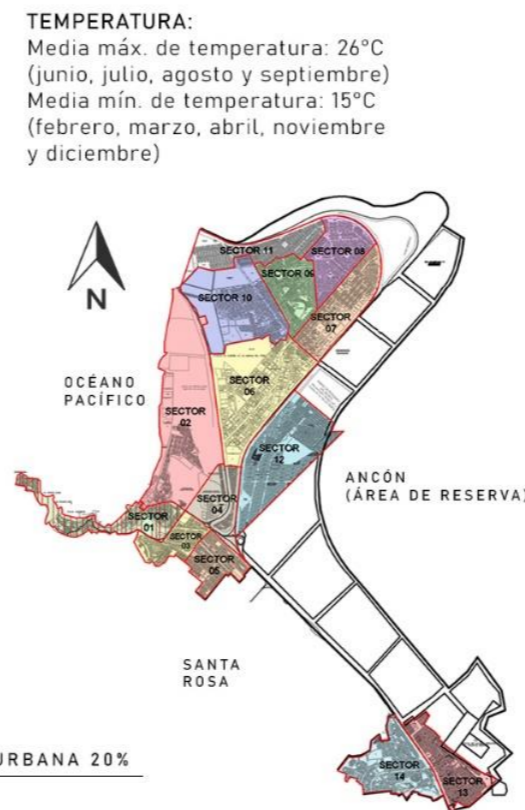 TEMPERATURA:
Media máx. de temperatura: 26°C
(junio, julio, agosto y septiembre)
Media mín. de temperatura: 15°C
(febrero, marzo, abril, noviembre
y diciembre)
SECTOR 11
SECTOR 08
SECTOR 09
SECTOR 10
SECTOR
07
N
OCÉANO
PACÍFICO
SECTOR
06
SECTOR
02
SECTOR
12
ANCÓN
(ÁREA DE RESERVA)
SECTOR
04
SECTOR
01
SECTOR
03
SECTOR
05
SANTA
ROSA
URBANA 20%
SECTOR
14
SECTOR
13